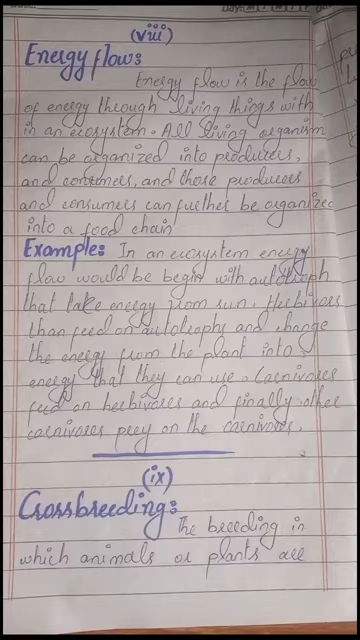 (viii)
Energy flow:
Energy flow is the flow
of energy through living things with
in an ecosystem. All living organism
can be organized into producers,
and consumers, and those producers
and consumers can further be organized
into a food chain
Example: In an ecosystem energy
flow would be begin with autotroph
that take energy from sun. Herbivores
than feed on autotrophy and change
the energy from the plant into
energy that they can use. Carnivores
feed on herbivores and finally other
carnivores prey on the carnivores.
(ix)
Crossbreeding:
The breeding in
which animals or plants are